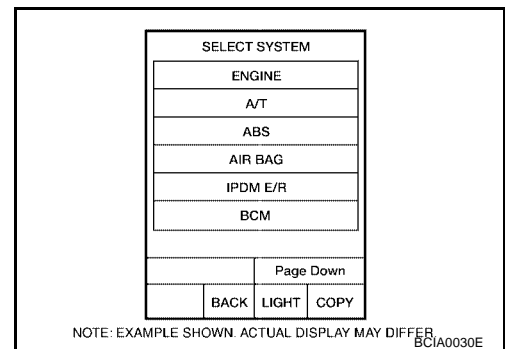 SELECT SYSTEM
ENGINE
A/T
ABS
AIR BAG
IPDM E/R
BCM
Page Down
BACK LIGHT COPY
NOTE: EXAMPLE SHOWN. ACTUAL DISPLAY MAY DIFFER.
BCIA0030E